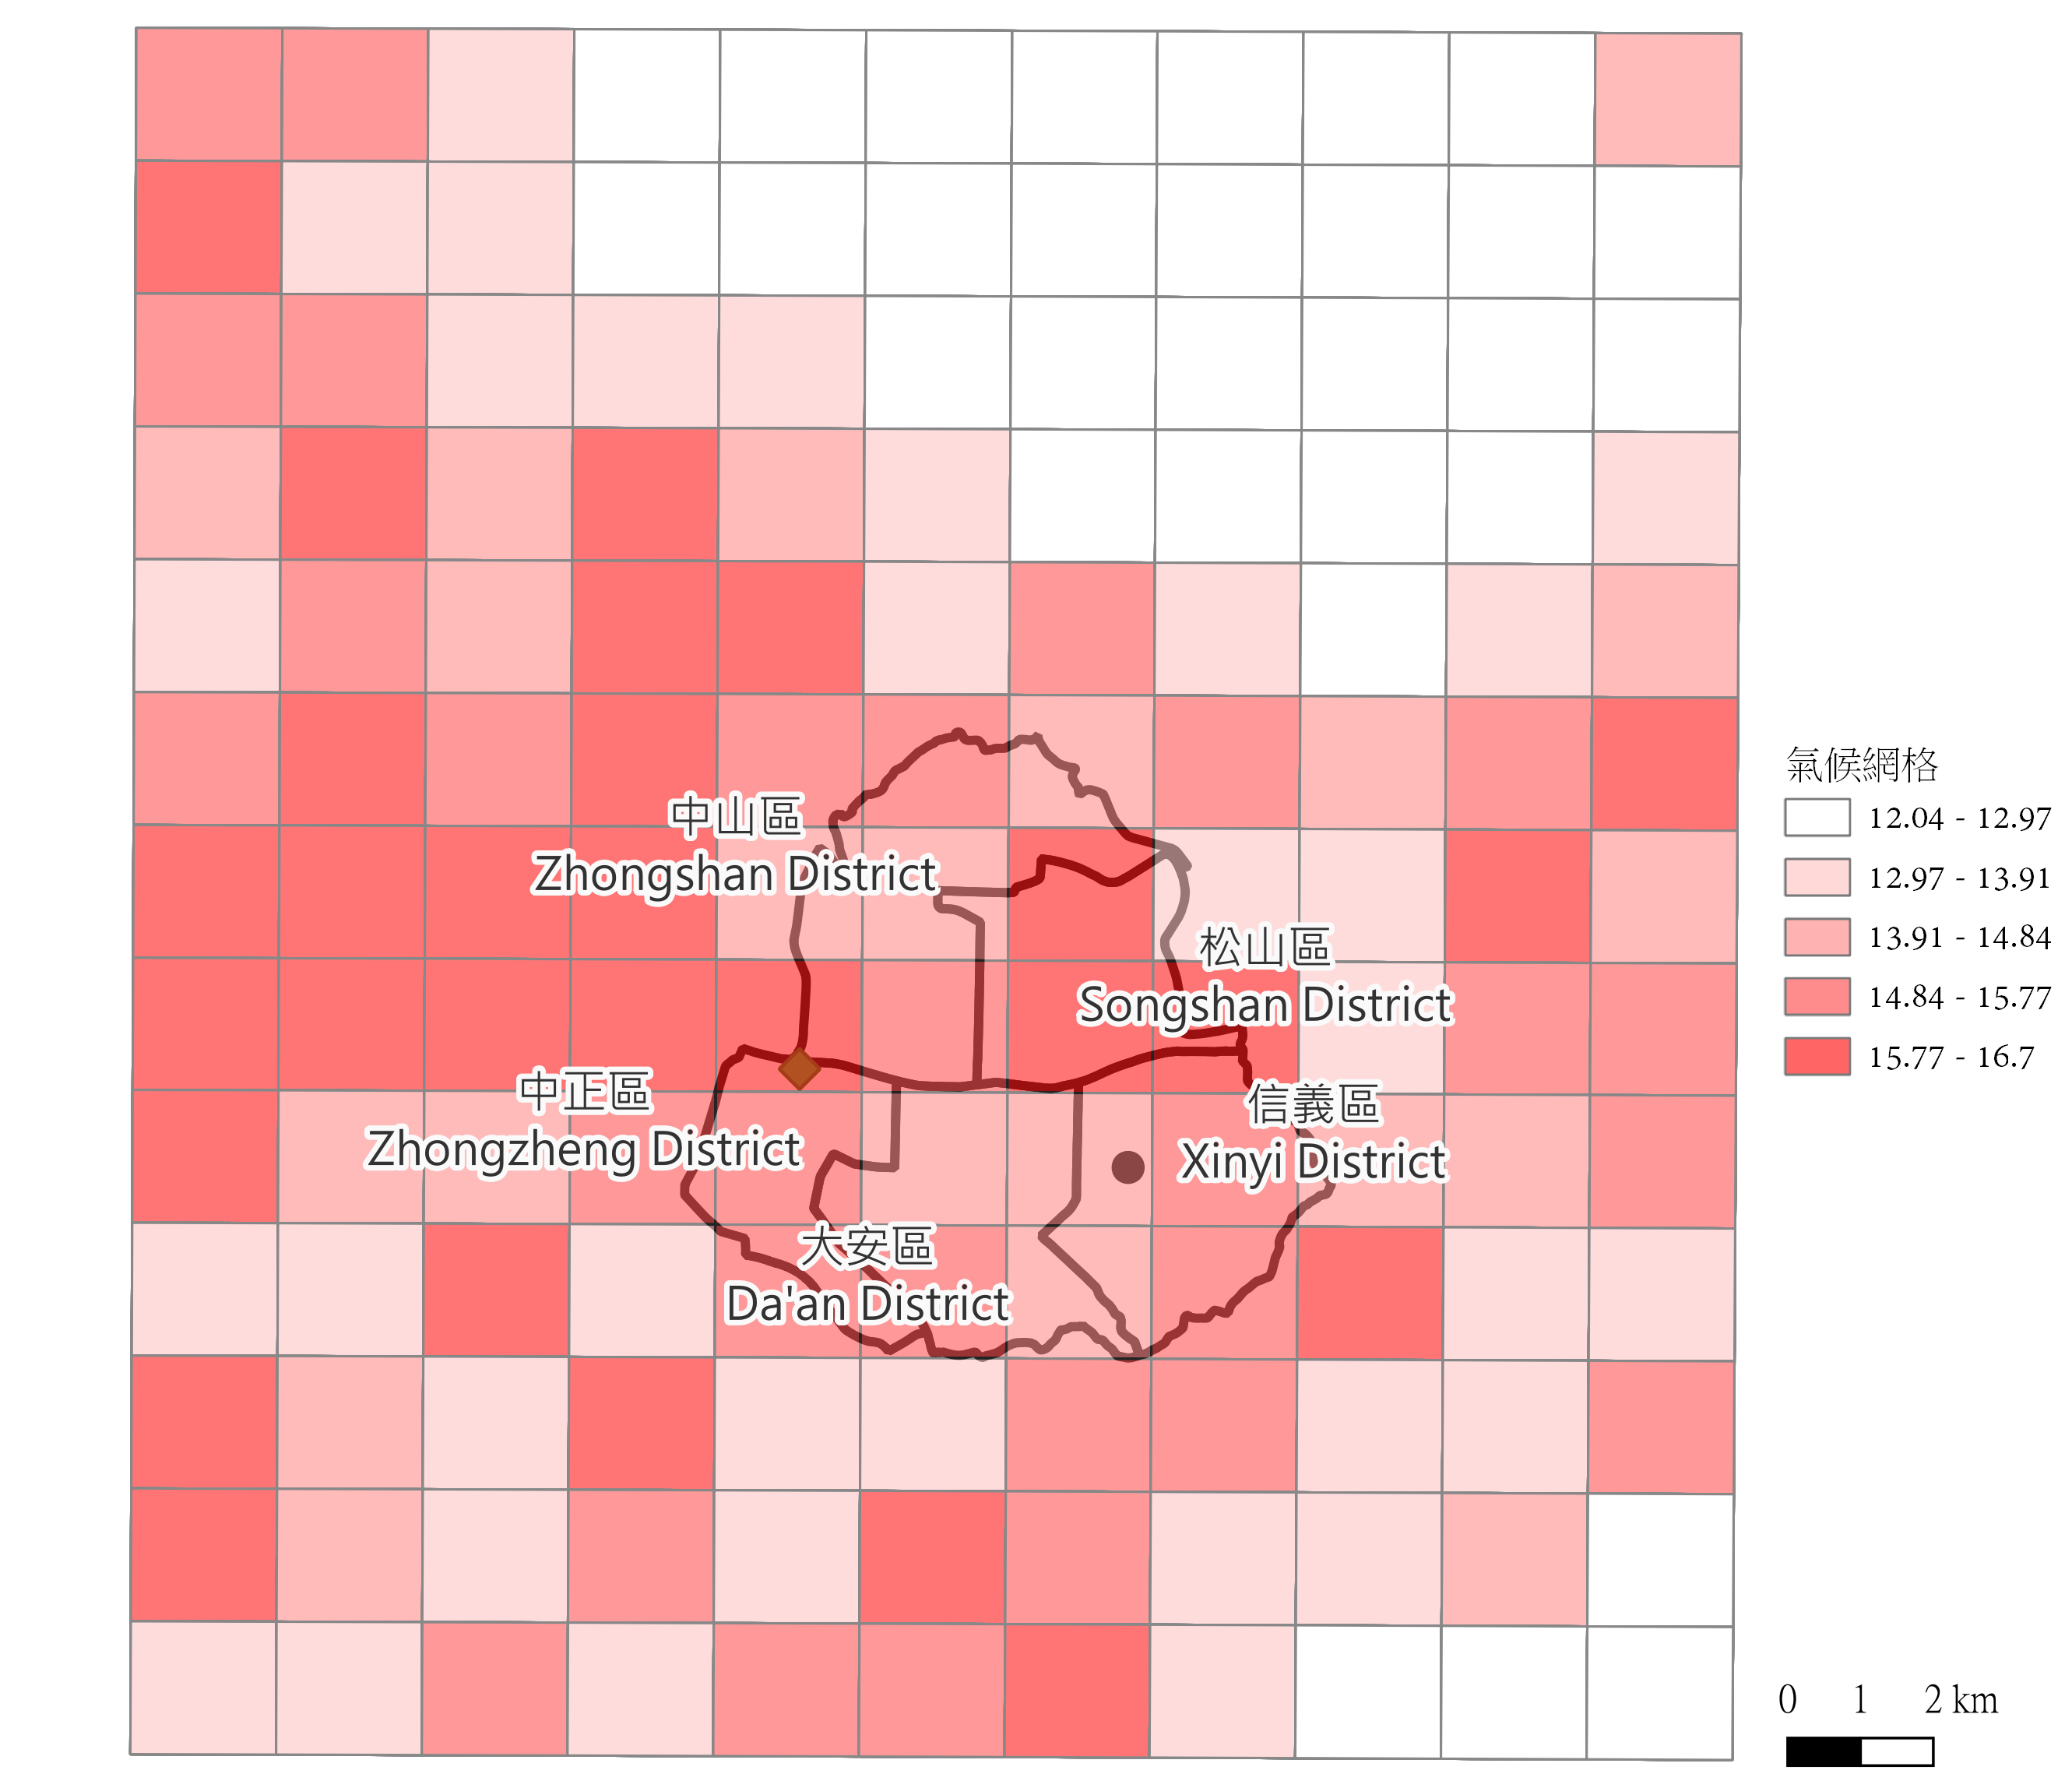 中山區
Zhongshan District
松山區
Songshan District
中正區
Zhongzheng District
信義區
Xinyi District
大安區
Da'an District
氣候網格
12.04 - 12.97
12.97 - 13.91
13.91 - 14.84
14.84 - 15.77
15.77 - 16.7
0 1 2 km